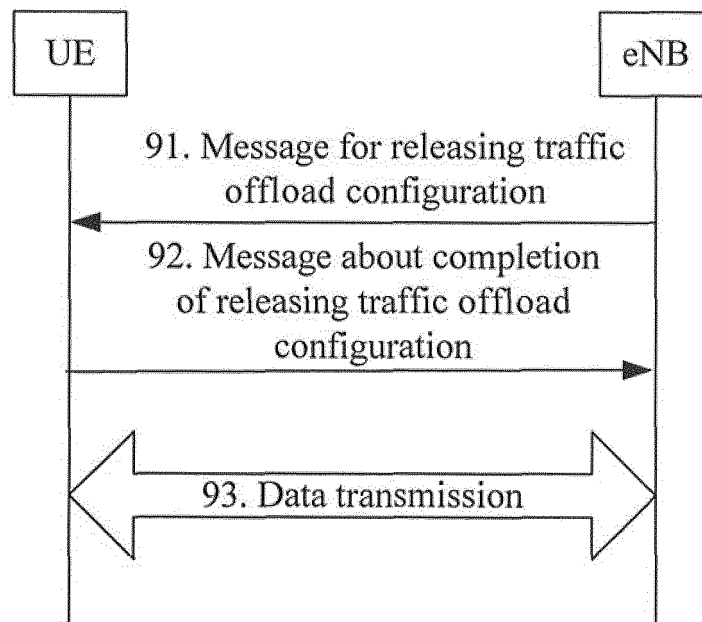 UE
eNB
91. Message for releasing traffic
offload configuration
92. Message about completion
of releasing traffic offload
configuration
93. Data transmission